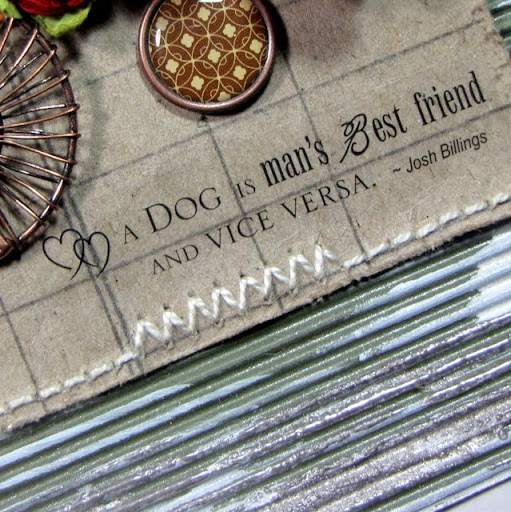 A DOG IS man's Best friend
AND VICE VERSA. ~ Josh Billings